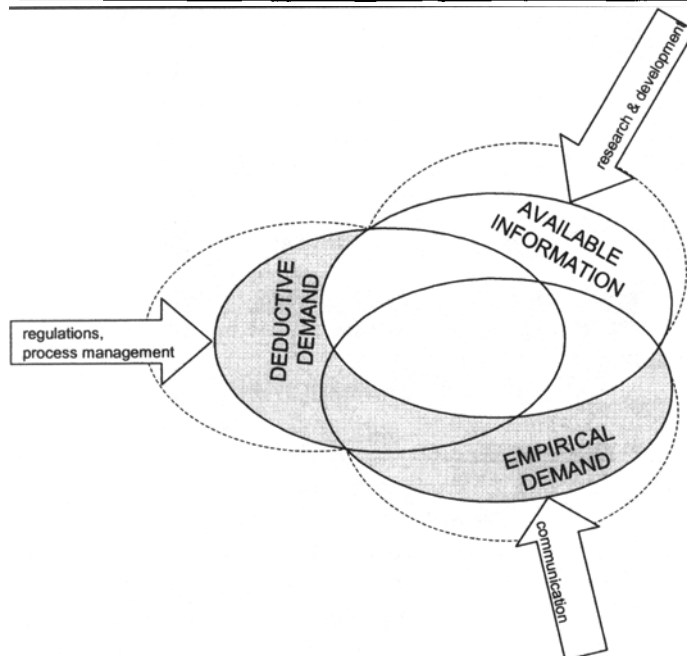 research & development
AVAILABLE
INFORMATION
DEDUCTIVE
DEMAND
regulations,
process management
EMPIRICAL
DEMAND
communication